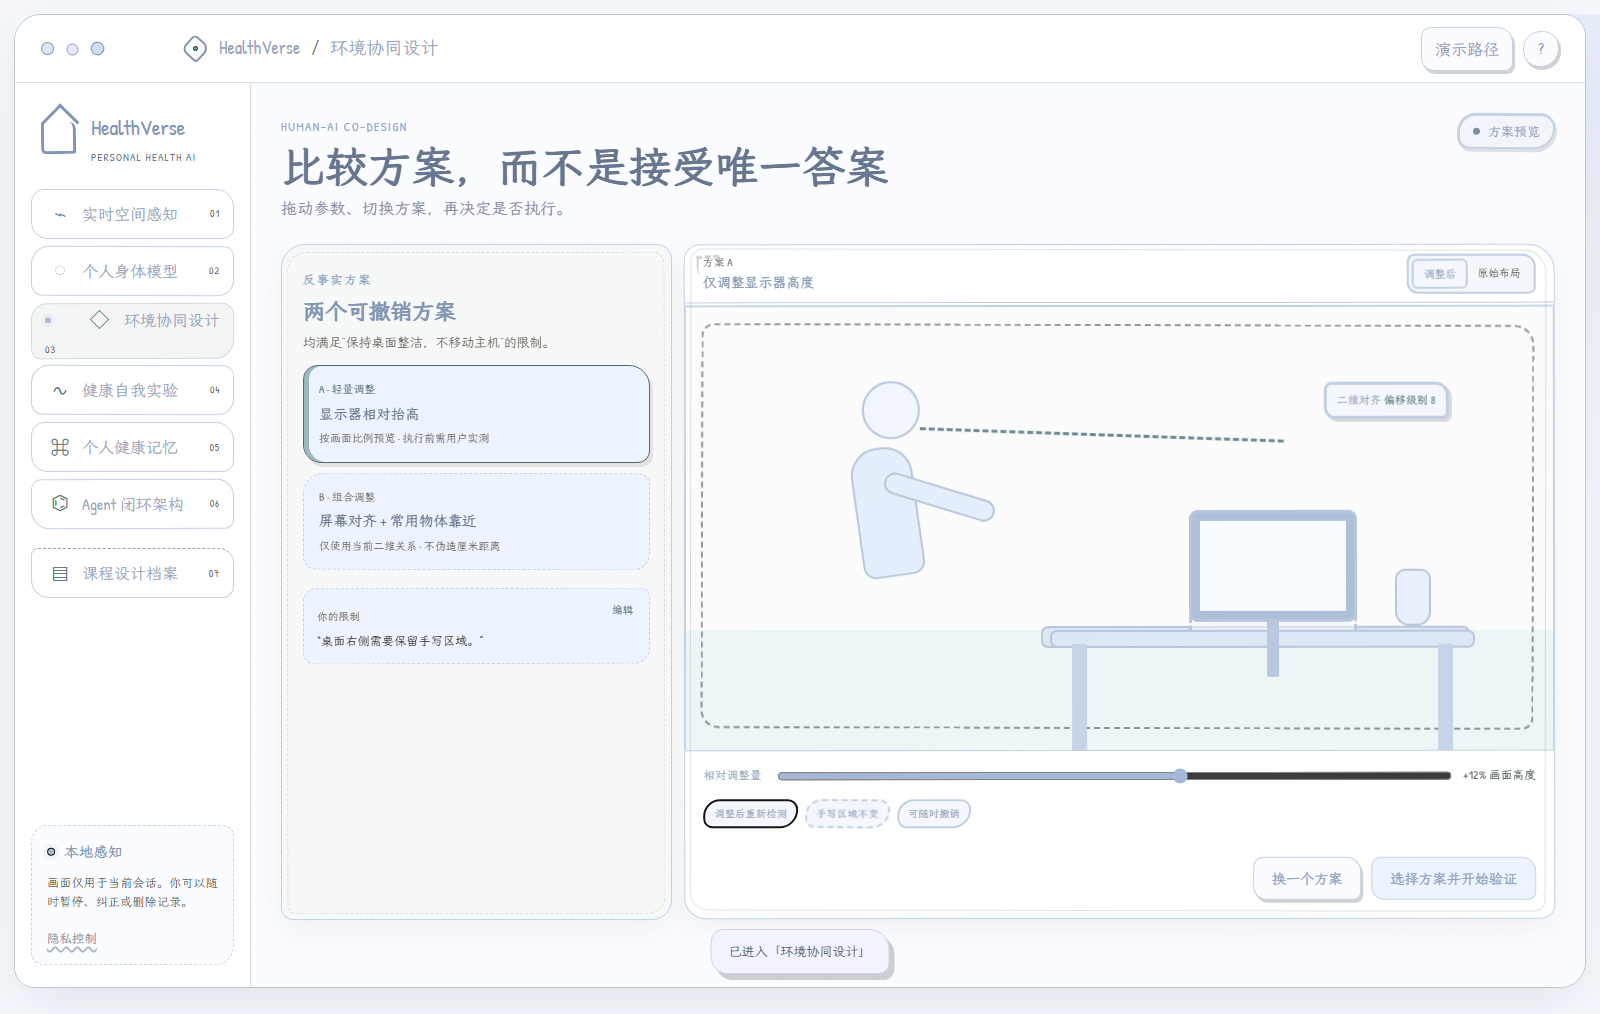 HealthVerse / 环境协同设计
演示路径
?
HealthVerse
PERSONAL HEALTH AI
实时空间感知 01
个人身体模型 02
环境协同设计
03
健康自我实验 04
个人健康记忆 05
Agent 闭环架构 06
课程设计档案 07
本地感知
画面仅用于当前会话。你可以随
时暂停、纠正或删除记录。
隐私控制
HUMAN-AI CO-DESIGN
比较方案，而不是接受唯一答案
拖动参数、切换方案，再决定是否执行。
方案预览
反事实方案
两个可撤销方案
均满足“保持桌面整洁，不移动主机”的限制。
A · 轻量调整
显示器相对抬高
按画面比例预览 · 执行前需用户实测
B · 组合调整
屏幕对齐 + 常用物体靠近
仅使用当前二维关系 · 不伪造厘米距离
你的限制
编辑
“桌面右侧需要保留手写区域。”
方案 A
仅调整显示器高度
调整后
原始布局
二维对齐 偏移级别 8
相对调整量
+12% 画面高度
调整后重新检测
手写区域不变
可随时撤销
换一个方案
选择方案并开始验证
已进入「环境协同设计」